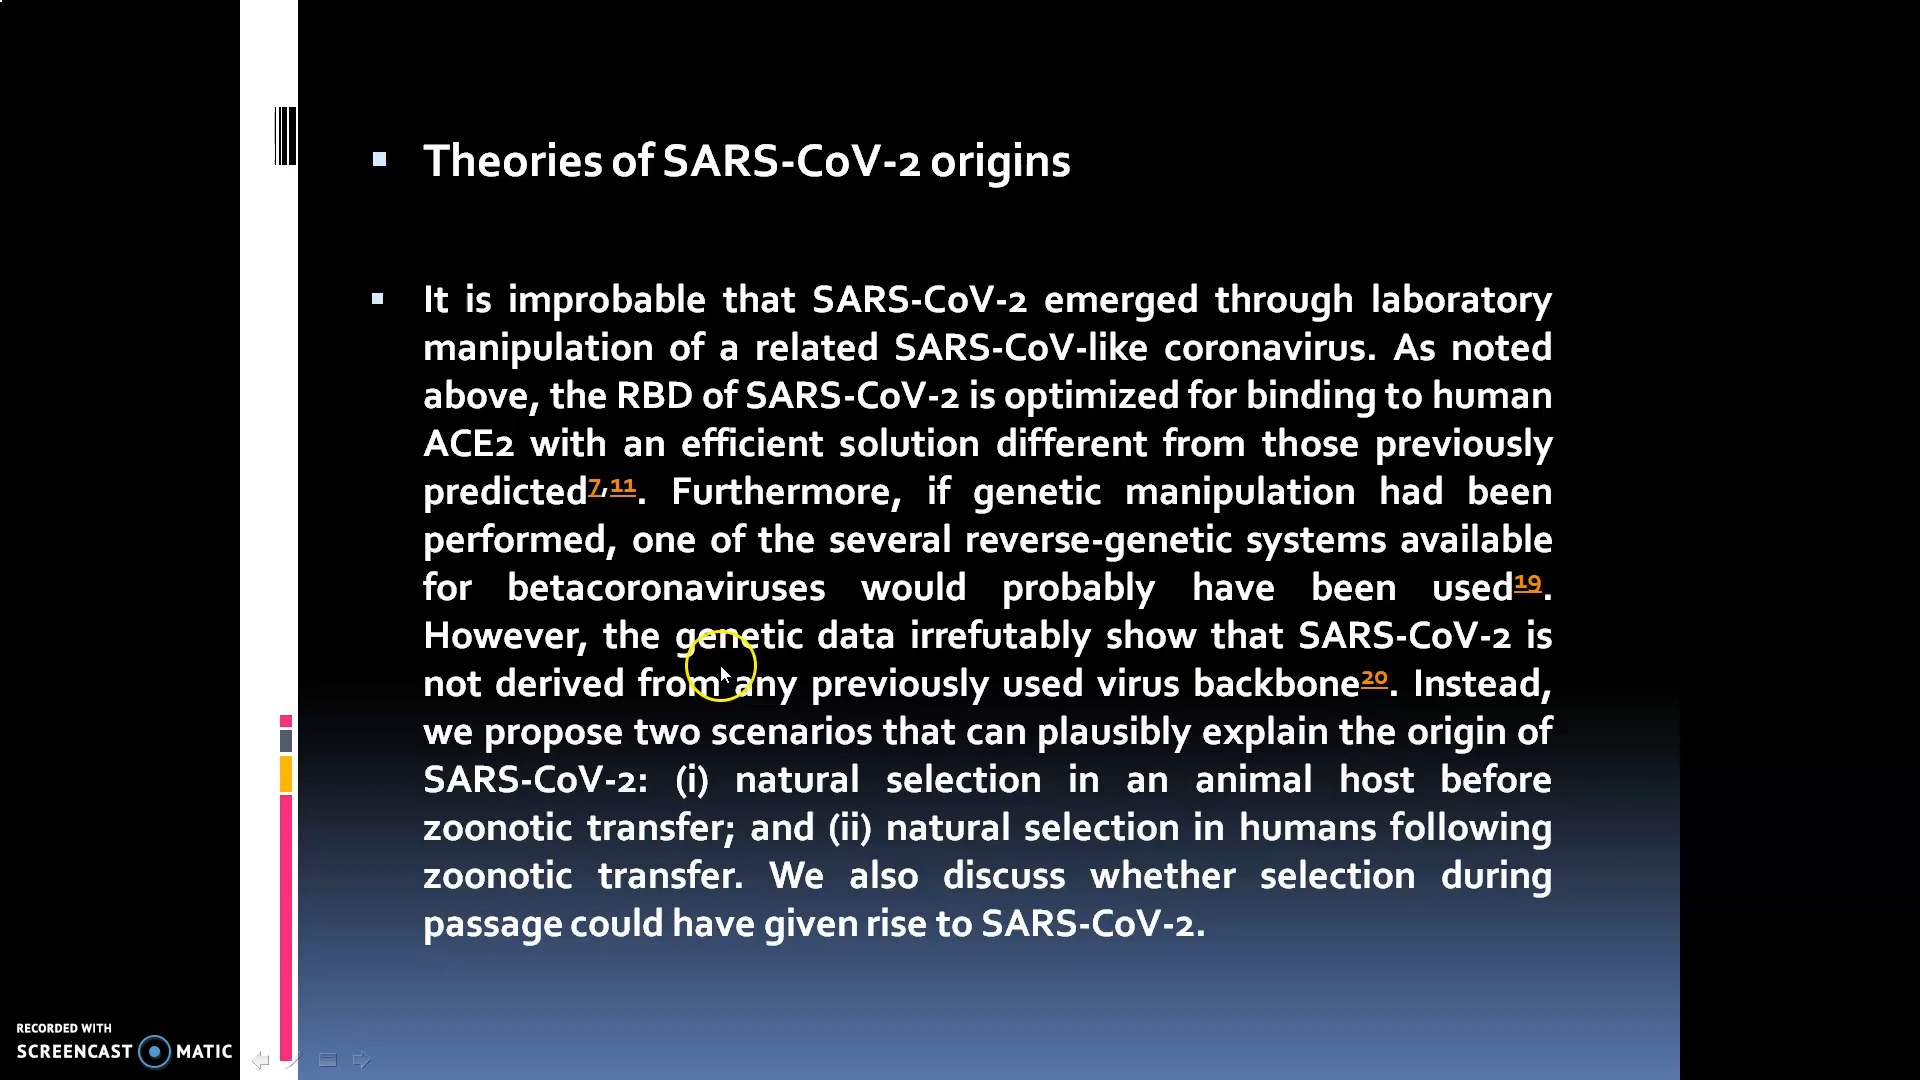 Theories of SARS-CoV-2 origins
It is improbable that SARS-CoV-2 emerged through laboratory
manipulation of a related SARS-CoV-like coronavirus. As noted
above, the RBD of SARS-CoV-2 is optimized for binding to human
ACE2 with an efficient solution different from those previously
predicted7,11. Furthermore, if genetic manipulation had been
performed, one of the several reverse-genetic systems available
for betacoronaviruses would probably have been used19.
However, the genetic data irrefutably show that SARS-CoV-2 is
not derived from any previously used virus backbone20. Instead,
we propose two scenarios that can plausibly explain the origin of
SARS-CoV-2: (i) natural selection in an animal host before
zoonotic transfer; and (ii) natural selection in humans following
zoonotic transfer. We also discuss whether selection during
passage could have given rise to SARS-CoV-2.
RECORDED WITH
SCREENCAST MATIC